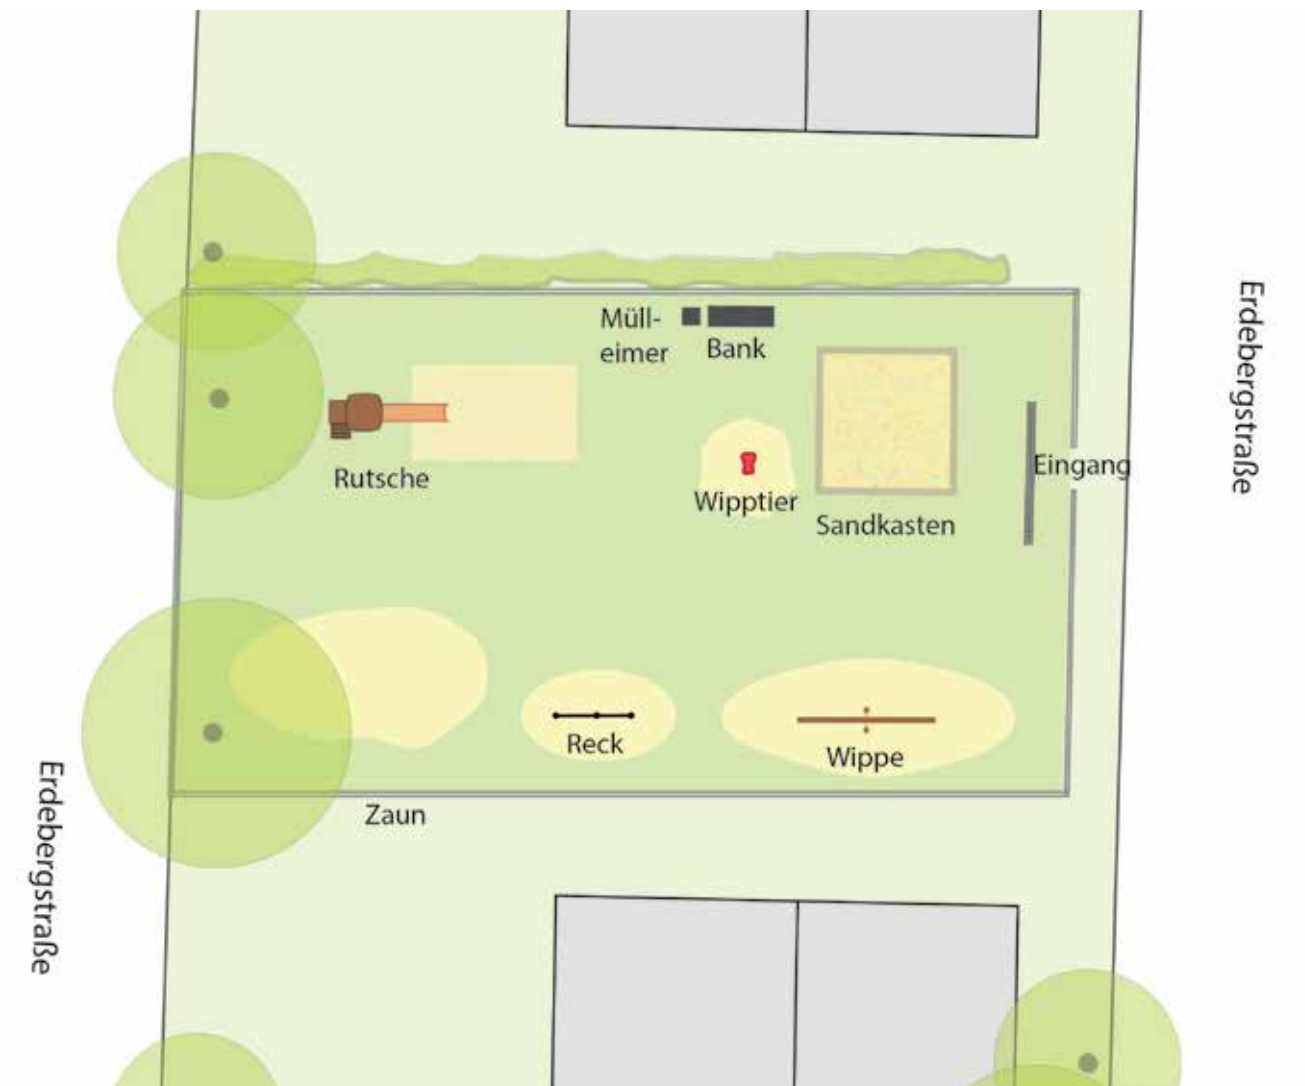 Erdebergstraße
Müll-
eimer
Bank
Eingang
Rutsche
Wipptier
Sandkasten
Reck
Wippe
Zaun
Erdebergstraße